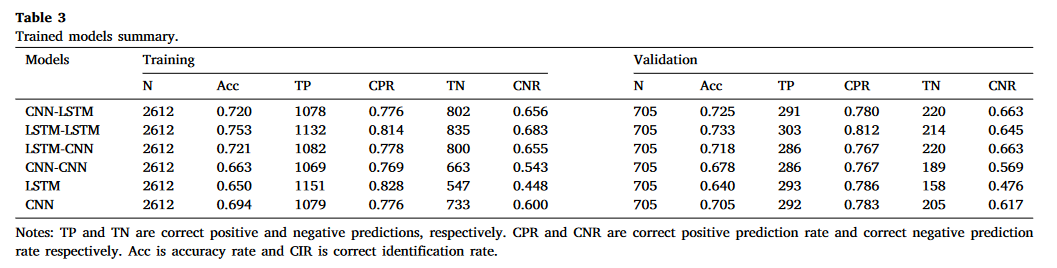 Table 3
Trained models summary.
Models Training Validation
N Acc TP CPR TN CNR N Acc TP CPR TN CNR
CNN-LSTM 2612 0.720 1078 0.776 802 0.656 705 0.725 291 0.780 220 0.663
LSTM-LSTM 2612 0.753 1132 0.814 835 0.683 705 0.733 303 0.812 214 0.645
LSTM-CNN 2612 0.721 1082 0.778 800 0.655 705 0.718 286 0.767 220 0.663
CNN-CNN 2612 0.663 1069 0.769 663 0.543 705 0.678 286 0.767 189 0.569
LSTM 2612 0.650 1151 0.828 547 0.448 705 0.640 293 0.786 158 0.476
CNN 2612 0.694 1079 0.776 733 0.600 705 0.705 292 0.783 205 0.617
Notes: TP and TN are correct positive and negative predictions, respectively. CPR and CNR are correct positive prediction rate and correct negative prediction
rate respectively. Acc is accuracy rate and CIR is correct identification rate.